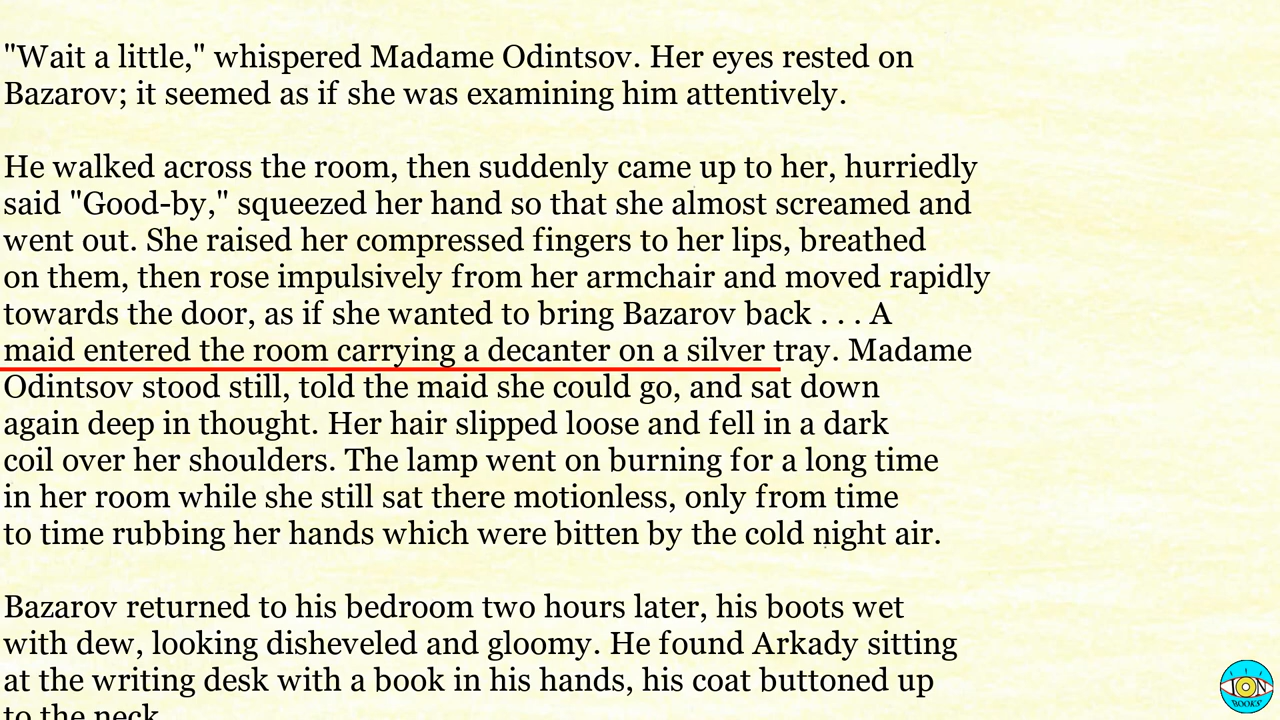 "Wait a little," whispered Madame Odintsov. Her eyes rested on
Bazarov; it seemed as if she was examining him attentively.
He walked across the room, then suddenly came up to her, hurriedly
said "Good-by," squeezed her hand so that she almost screamed and
went out. She raised her compressed fingers to her lips, breathed
on them, then rose impulsively from her armchair and moved rapidly
towards the door, as if she wanted to bring Bazarov back . . . A
maid entered the room carrying a decanter on a silver tray. Madame
Odintsov stood still, told the maid she could go, and sat down
again deep in thought. Her hair slipped loose and fell in a dark
coil over her shoulders. The lamp went on burning for a long time
in her room while she still sat there motionless, only from time
to time rubbing her hands which were bitten by the cold night air.
Bazarov returned to his bedroom two hours later, his boots wet
with dew, looking disheveled and gloomy. He found Arkady sitting
at the writing desk with a book in his hands, his coat buttoned up
to the neck.
ION
BOOKS